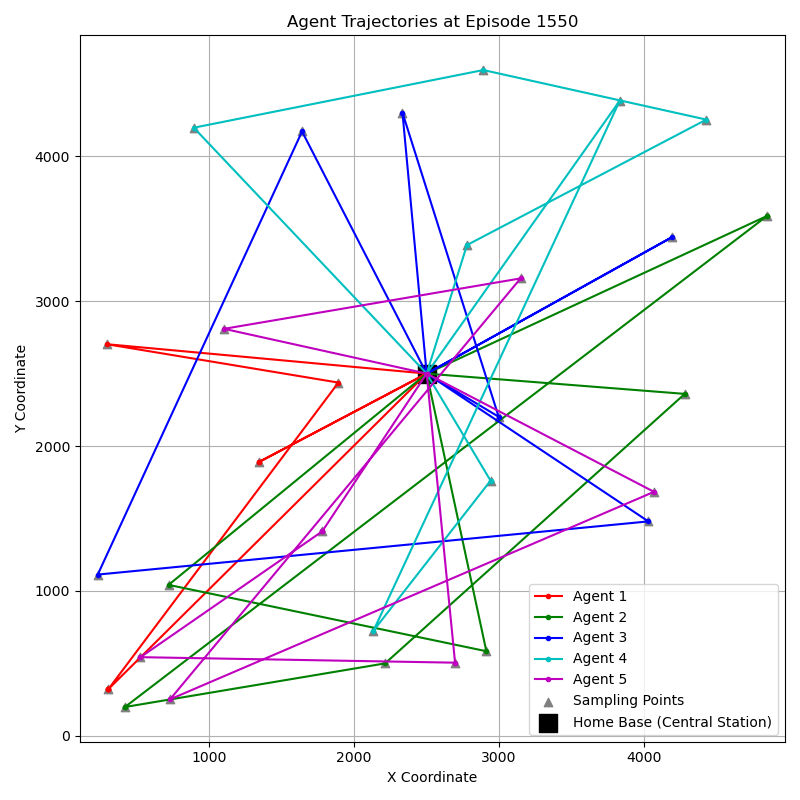 Agent Trajectories at Episode 1550
Y Coordinate
4000
3000
2000
1000
0
1000
2000
3000
4000
X Coordinate
Agent 1
Agent 2
Agent 3
Agent 4
Agent 5
Sampling Points
Home Base (Central Station)